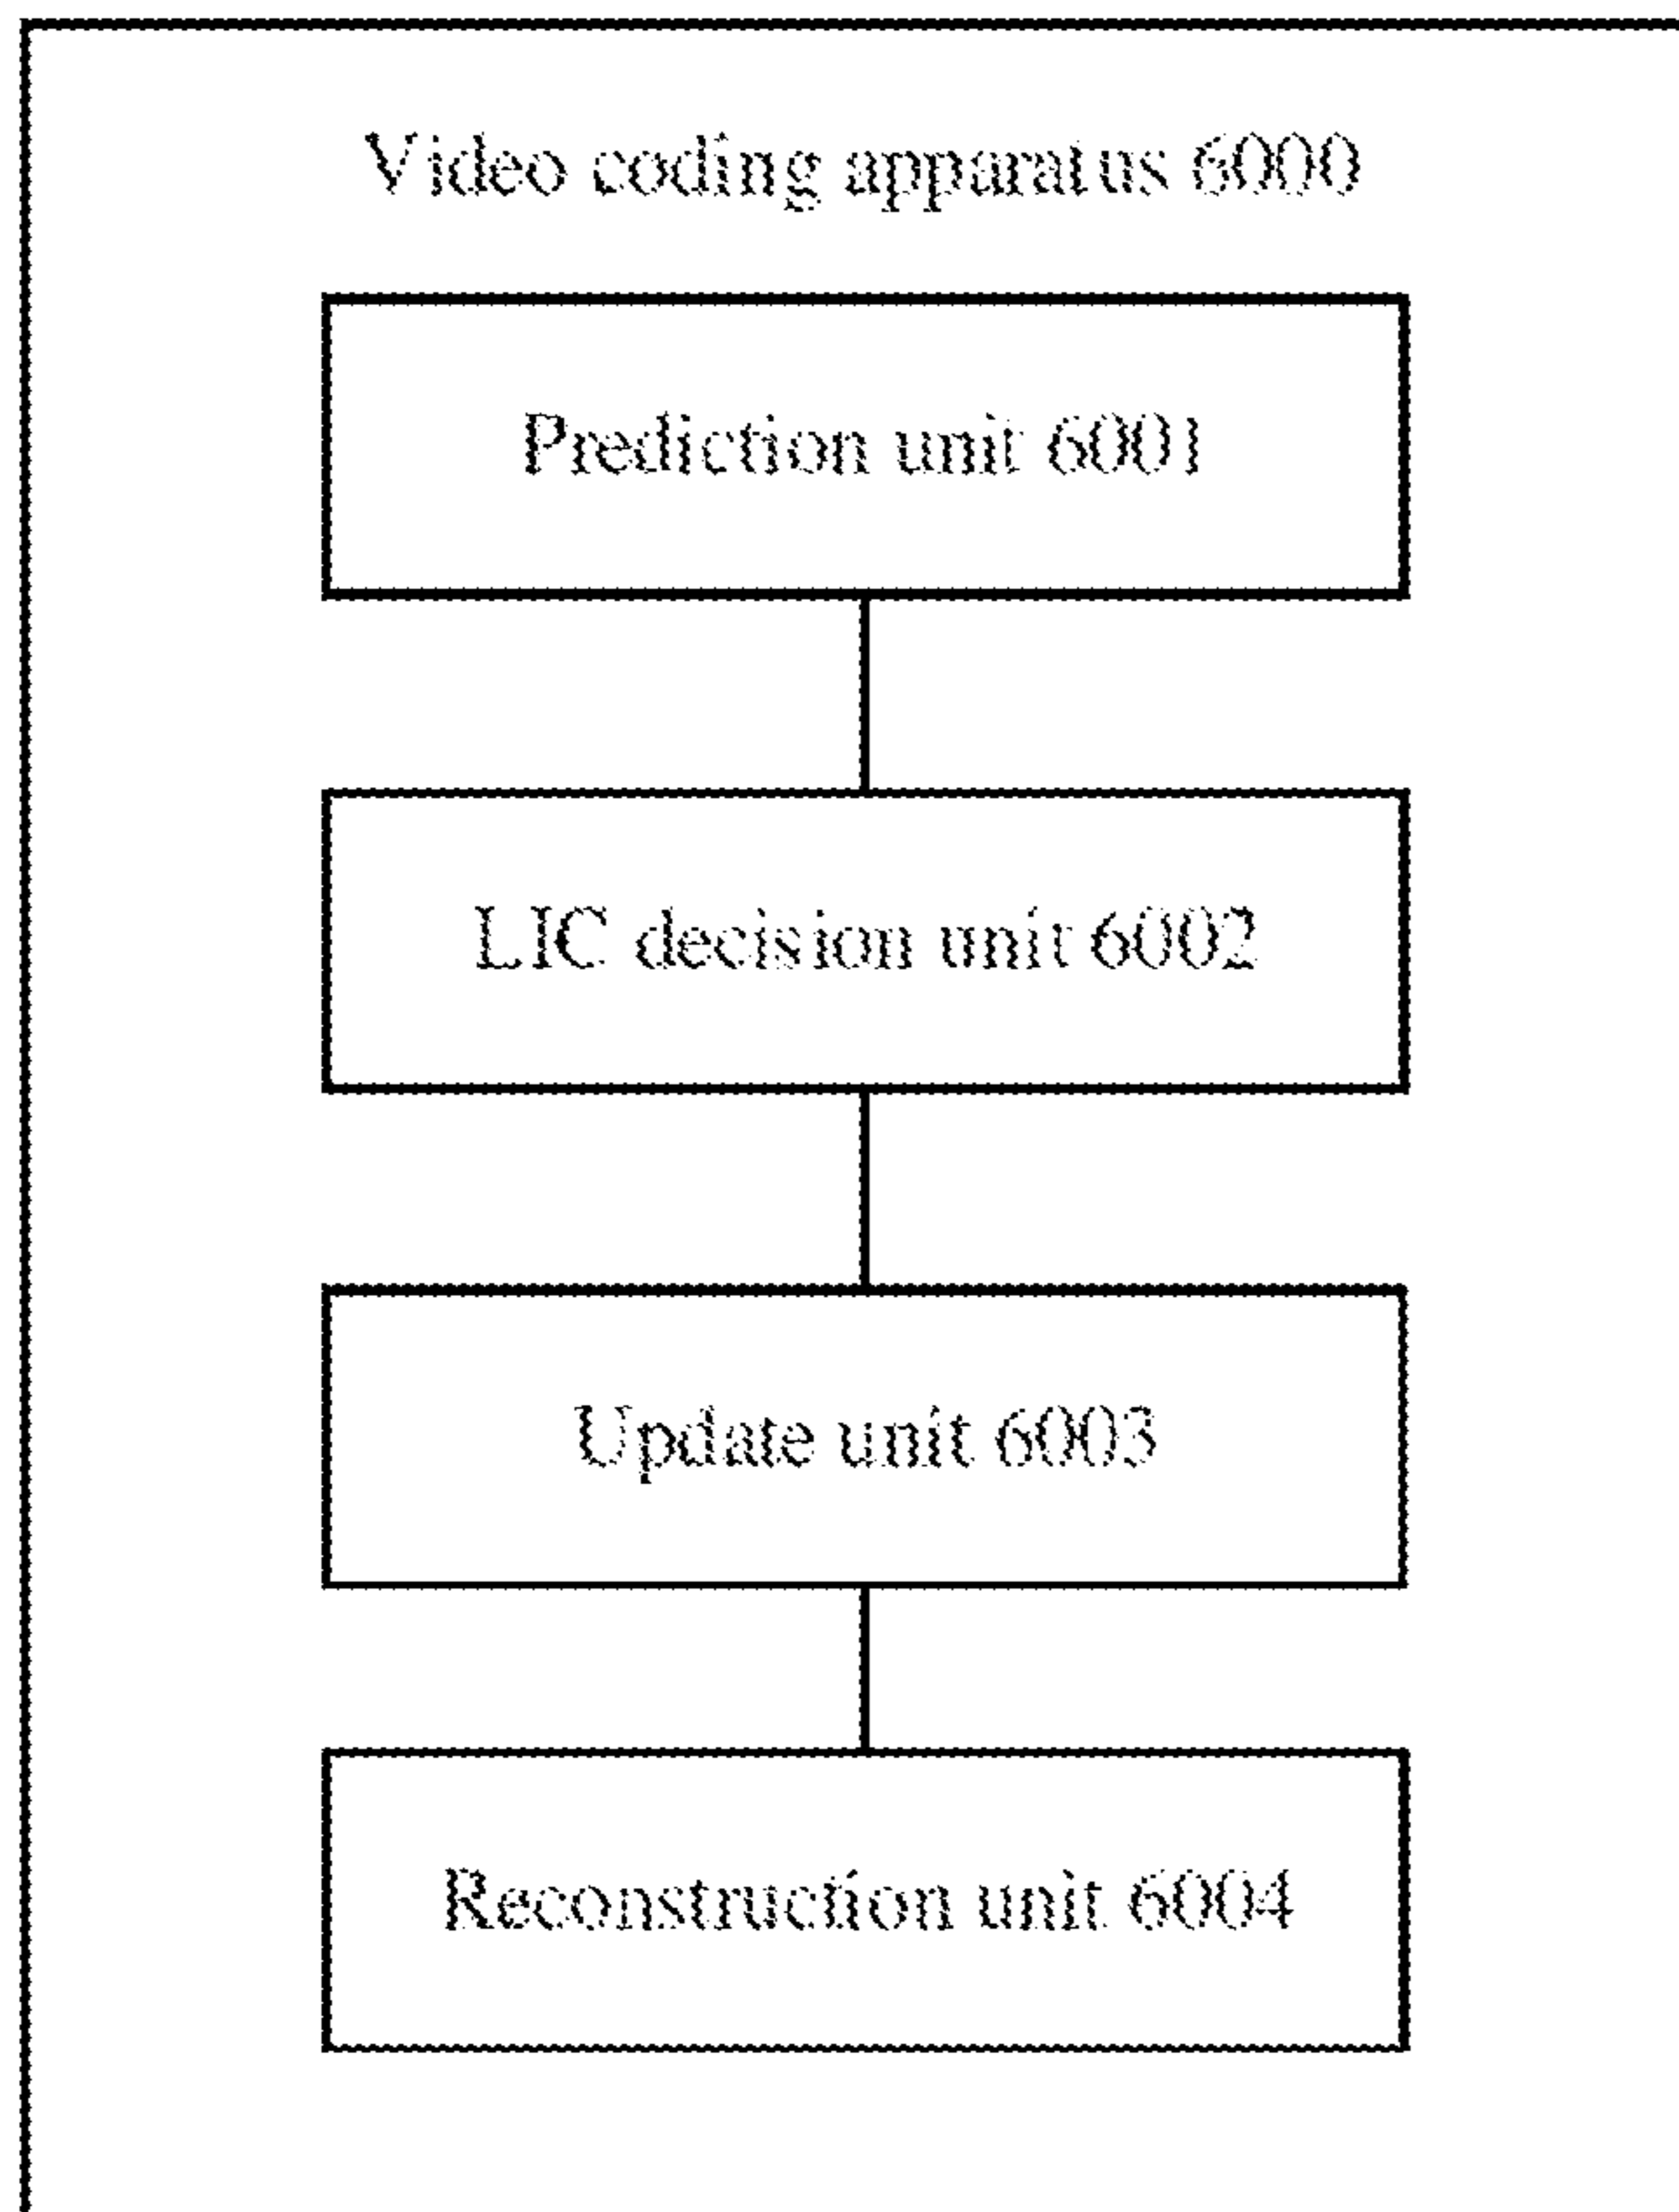 Video coding apparatus 6000
Prediction unit 6001
LIC decision unit 6002
Update unit 6003
Reconstruction unit 6004